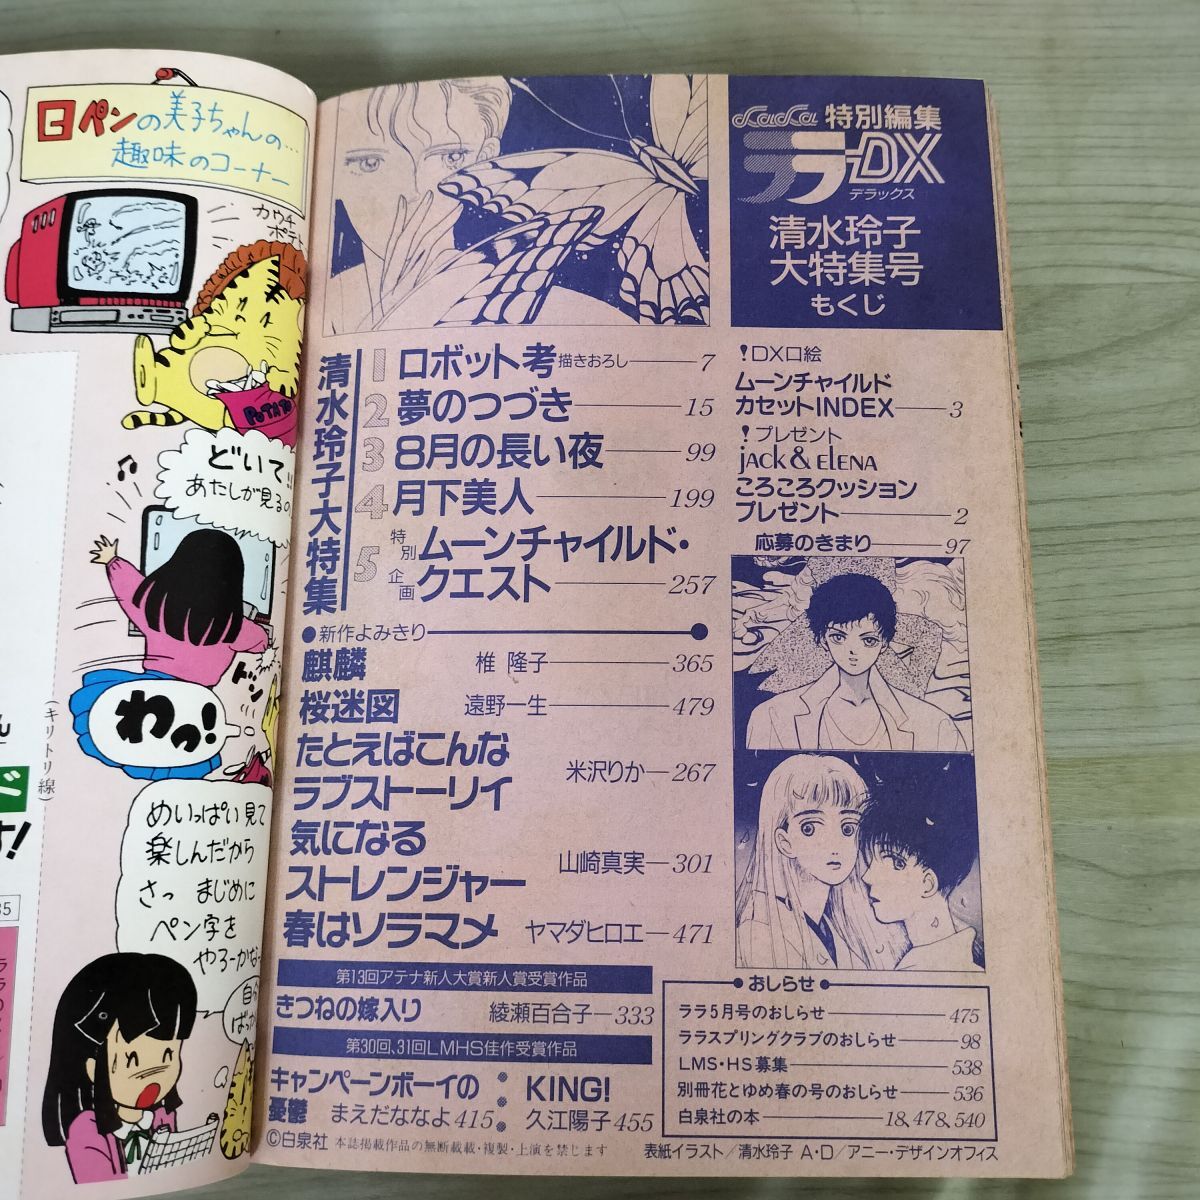 日ペンの美子ちゃんの…
趣味のコーナー
カウチ
ポテト
POTATO
どいて!!
あたしが見るの
ドン
わっ!
(キリトリ線)
めいっぱい見て
楽しんだから
さっ まじめに
ペン字を
やろーかな
LaLa 特別編集
ララDX
デラックス
清水玲子
大特集号
もくじ
清水玲子大特集
1 ロボット考 描きおろし 7
2 夢のつづき 15
3 8月の長い夜 99
4 月下美人 199
5 特別企画 ムーンチャイルド・
クエスト 257
●新作よみきり
麒麟 椎 隆子 365
桜迷図 遠野一生 479
たとえばこんな
ラブストーリイ 米沢りか 267
気になる
ストレンジャー 山崎真実 301
春はソラマメ ヤマダヒロエ 471
第13回アテナ新人大賞新人賞受賞作品
きつねの嫁入り 綾瀬百合子 333
第30回、31回LMHS佳作受賞作品
キャンペーンボーイの
憂鬱 まえだななよ 415
KING!
久江陽子 455
©白泉社 本誌掲載作品の無断載載・複製・上演を禁じます
!DX口絵
ムーンチャイルド
カセットINDEX 3
!プレゼント
JACK & ELENA
ころころクッション
プレゼント 2
応募のきまり 97
●おしらせ●
ララ5月号のおしらせ 475
ララスプリングクラブのおしらせ 98
LMS・HS募集 538
別冊花とゆめ春の号のおしらせ 536
白泉社の本 18,478,540
表紙イラスト/清水玲子 A・D/アニー・デザインオフィス